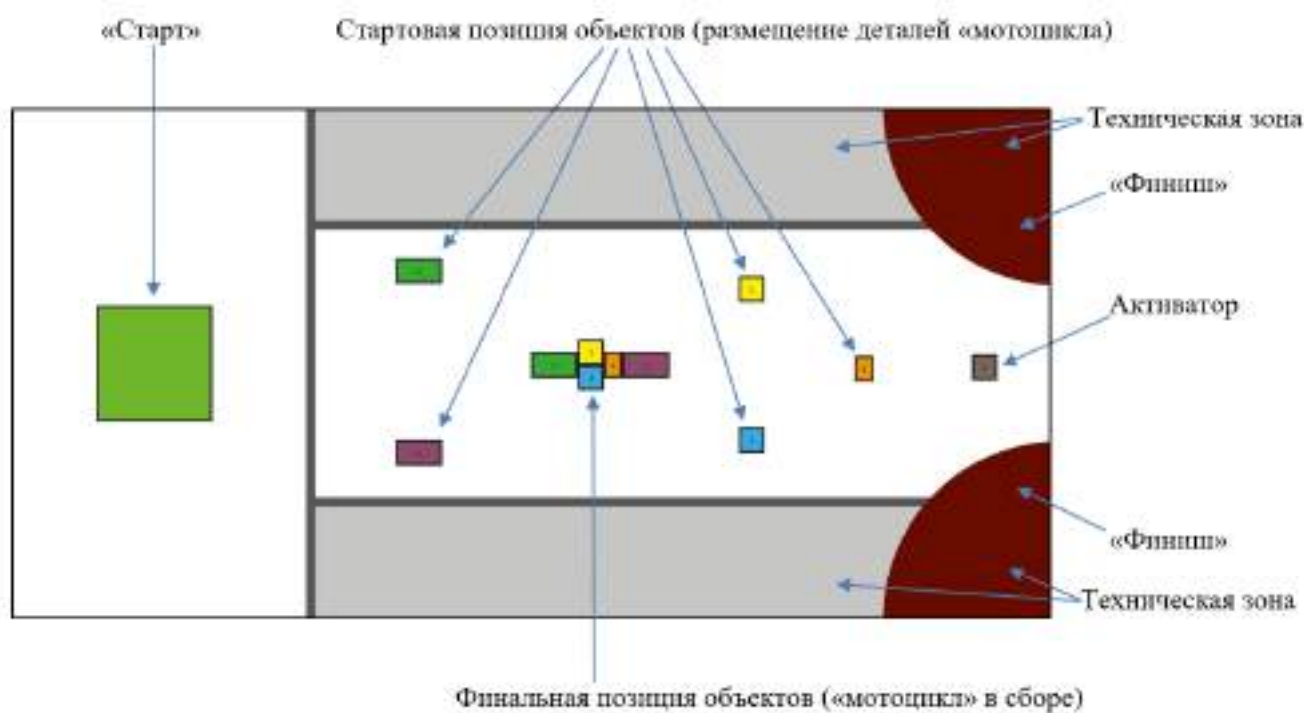 «Старт»
Стартовая позиция объектов (размещение деталей «мотоцикла)
Техническая зона
«Финиш»
Активатор
«Финиш»
Техническая зона
Финальная позиция объектов («мотоцикл» в сборе)